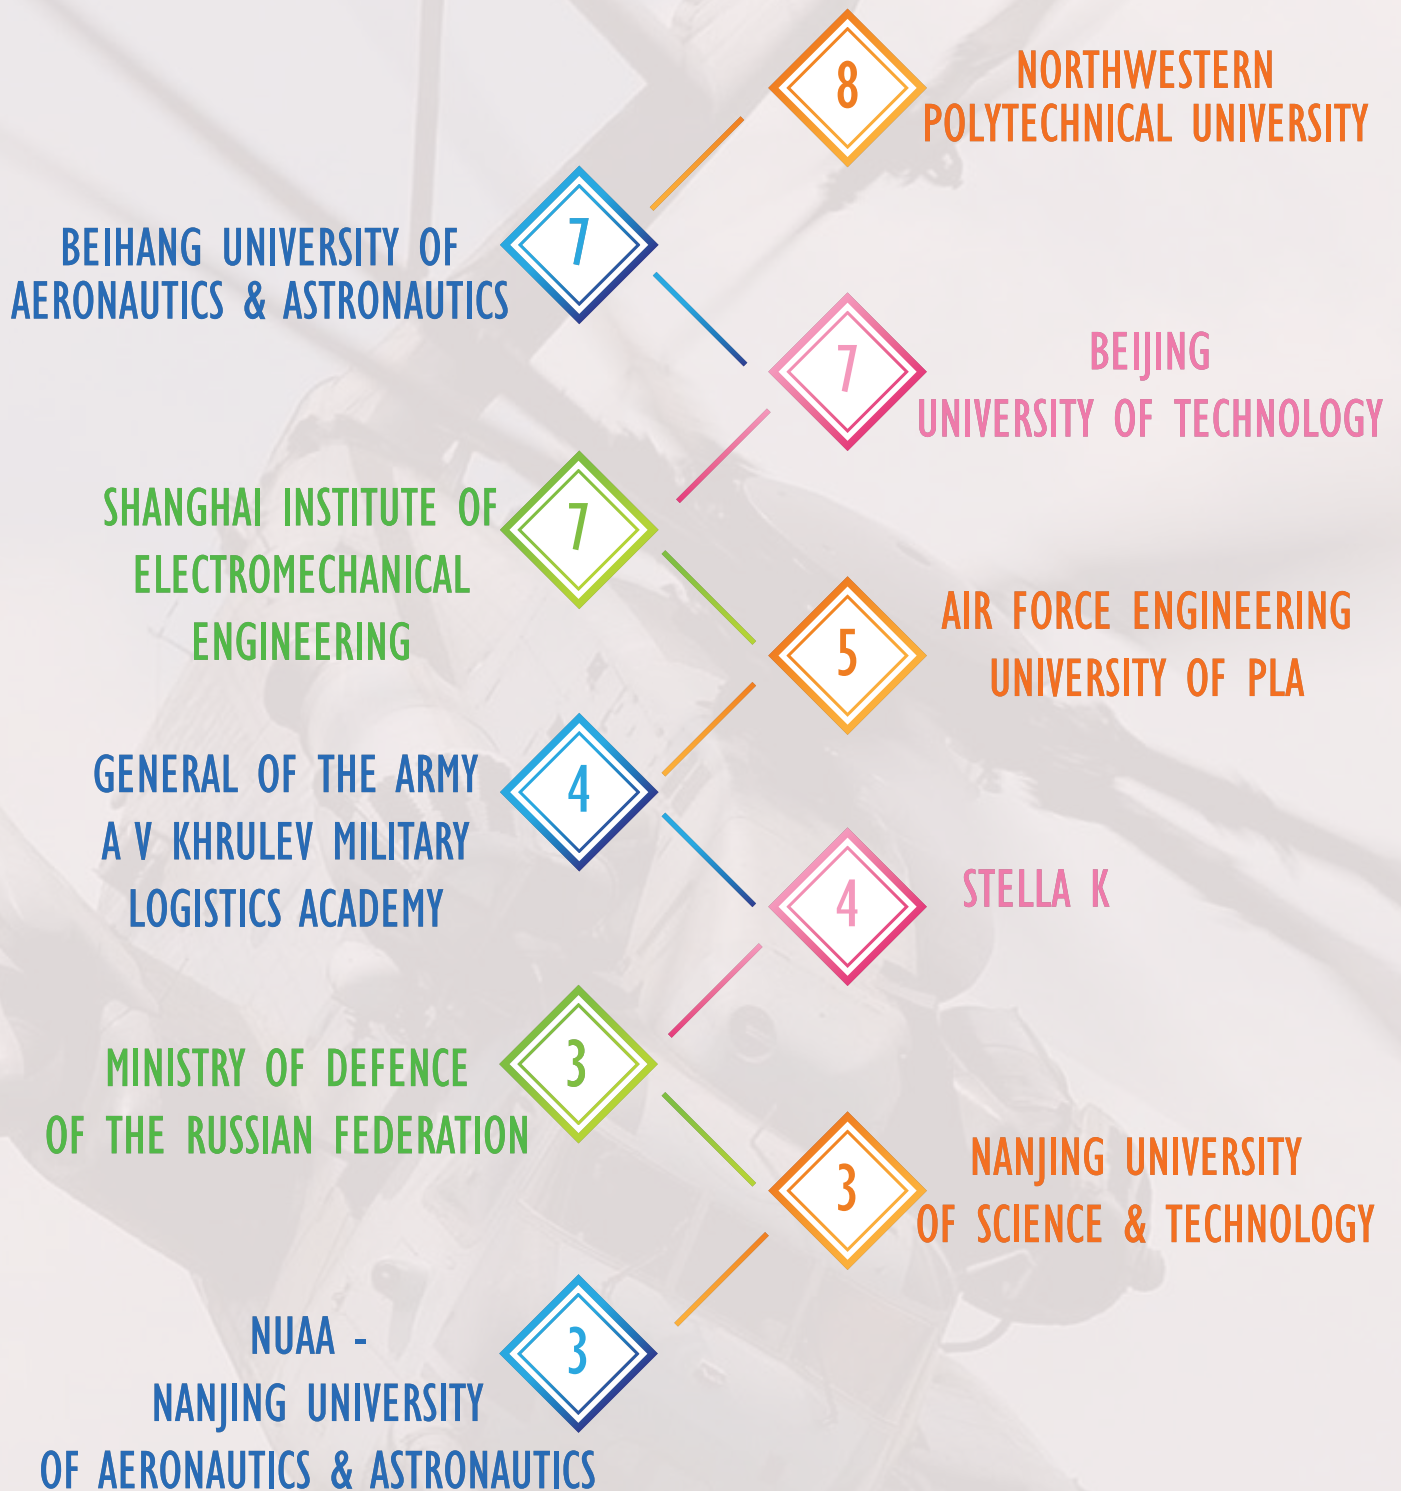 8
NORTHWESTERN
POLYTECHNICAL UNIVERSITY
7
BEIHANG UNIVERSITY OF
AERONAUTICS & ASTRONAUTICS
7
BEIJING
UNIVERSITY OF TECHNOLOGY
7
SHANGHAI INSTITUTE OF
ELECTROMECHANICAL
ENGINEERING
5
AIR FORCE ENGINEERING
UNIVERSITY OF PLA
4
GENERAL OF THE ARMY
A V KHRULEV MILITARY
LOGISTICS ACADEMY
4
STELLA K
3
MINISTRY OF DEFENCE
OF THE RUSSIAN FEDERATION
3
NANJING UNIVERSITY
OF SCIENCE & TECHNOLOGY
3
NUAA -
NANJING UNIVERSITY
OF AERONAUTICS & ASTRONAUTICS